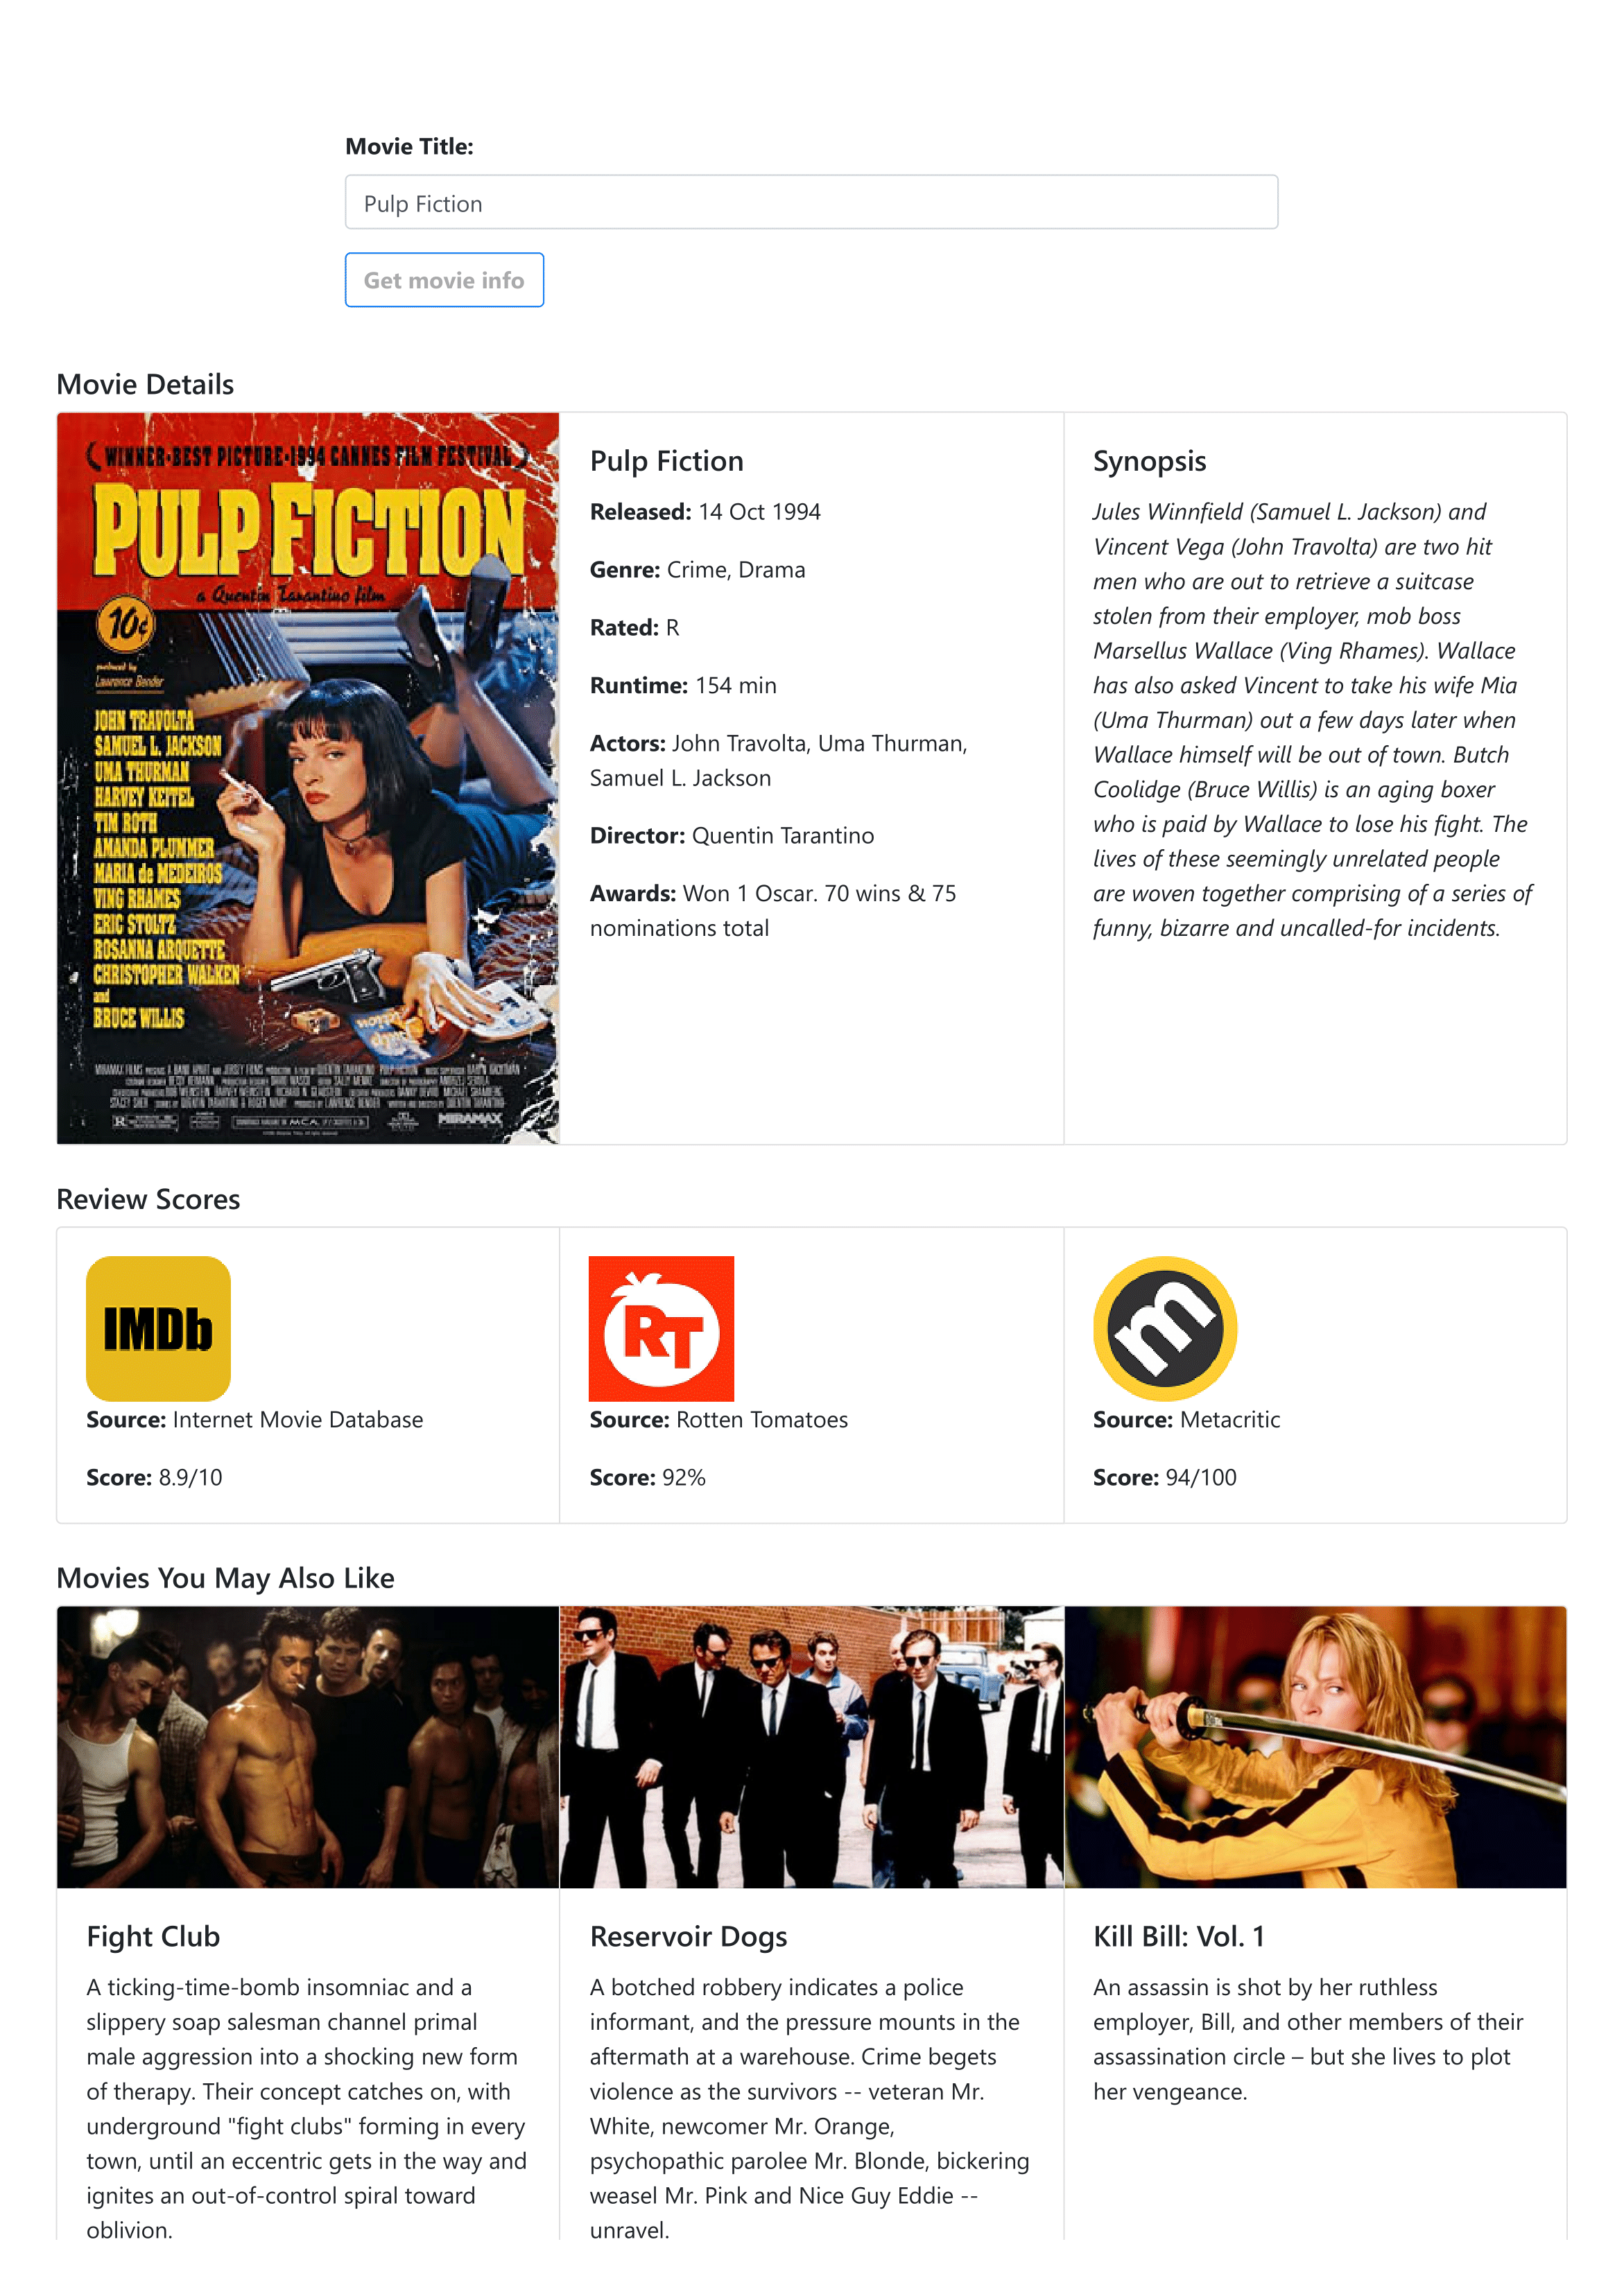 Movie Title:
Pulp Fiction
Get movie info
Movie Details
WINNER-BEST PICTURE-1994 CANNES FILM FESTIVAL
PULP FICTION
a Quentin Tarantino film
10¢
produced by
Lawrence Bender
JOHN TRAVOLTA
SAMUEL L. JACKSON
UMA THURMAN
HARVEY KEITEL
TIM ROTH
AMANDA PLUMMER
MARIA de MEDEIROS
VING RHAMES
ERIC STOLTZ
ROSANNA ARQUETTE
CHRISTOPHER WALKEN
and
BRUCE WILLIS
MIRAMAX
Pulp Fiction
Released: 14 Oct 1994
Genre: Crime, Drama
Rated: R
Runtime: 154 min
Actors: John Travolta, Uma Thurman,
Samuel L. Jackson
Director: Quentin Tarantino
Awards: Won 1 Oscar. 70 wins & 75
nominations total
Synopsis
Jules Winnfield (Samuel L. Jackson) and
Vincent Vega (John Travolta) are two hit
men who are out to retrieve a suitcase
stolen from their employer, mob boss
Marsellus Wallace (Ving Rhames). Wallace
has also asked Vincent to take his wife Mia
(Uma Thurman) out a few days later when
Wallace himself will be out of town. Butch
Coolidge (Bruce Willis) is an aging boxer
who is paid by Wallace to lose his fight. The
lives of these seemingly unrelated people
are woven together comprising of a series of
funny, bizarre and uncalled-for incidents.
Review Scores
IMDb
Source: Internet Movie Database
Score: 8.9/10
RT
Source: Rotten Tomatoes
Score: 92%
m
Source: Metacritic
Score: 94/100
Movies You May Also Like
Fight Club
A ticking-time-bomb insomniac and a
slippery soap salesman channel primal
male aggression into a shocking new form
of therapy. Their concept catches on, with
underground "fight clubs" forming in every
town, until an eccentric gets in the way and
ignites an out-of-control spiral toward
oblivion.
Reservoir Dogs
A botched robbery indicates a police
informant, and the pressure mounts in the
aftermath at a warehouse. Crime begets
violence as the survivors -- veteran Mr.
White, newcomer Mr. Orange,
psychopathic parolee Mr. Blonde, bickering
weasel Mr. Pink and Nice Guy Eddie --
unravel.
Kill Bill: Vol. 1
An assassin is shot by her ruthless
employer, Bill, and other members of their
assassination circle – but she lives to plot
her vengeance.